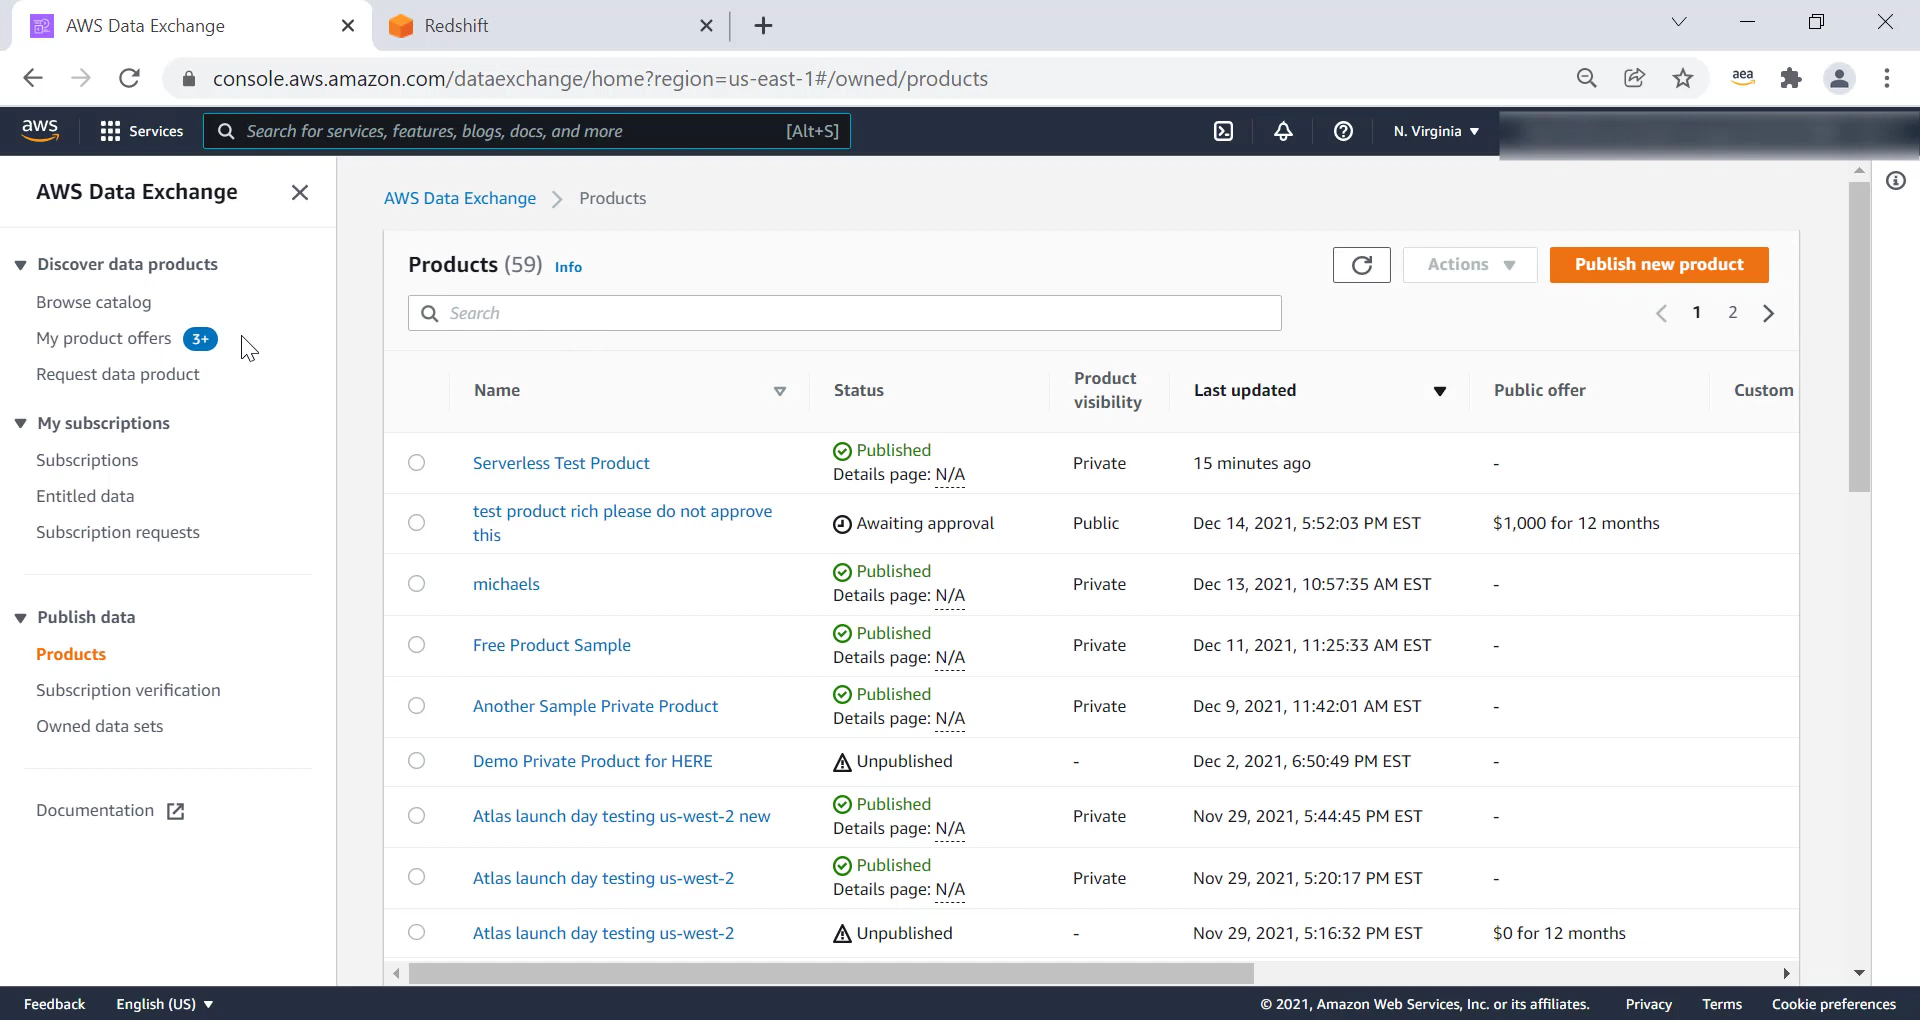 AWS Data Exchange
Redshift
console.aws.amazon.com/dataexchange/home?region=us-east-1#/owned/products
aea
aws
Services
Search for services, features, blogs, docs, and more [Alt+S]
N. Virginia
AWS Data Exchange
Discover data products
Browse catalog
My product offers 3+
Request data product
My subscriptions
Subscriptions
Entitled data
Subscription requests
Publish data
Products
Subscription verification
Owned data sets
Documentation
AWS Data Exchange > Products
Products (59) Info
Actions
Publish new product
Search
1 2
Name Status Product visibility Last updated Public offer Custom
Serverless Test Product Published Details page: N/A Private 15 minutes ago -
test product rich please do not approve this Awaiting approval Public Dec 14, 2021, 5:52:03 PM EST $1,000 for 12 months
michaels Published Details page: N/A Private Dec 13, 2021, 10:57:35 AM EST -
Free Product Sample Published Details page: N/A Private Dec 11, 2021, 11:25:33 AM EST -
Another Sample Private Product Published Details page: N/A Private Dec 9, 2021, 11:42:01 AM EST -
Demo Private Product for HERE Unpublished - Dec 2, 2021, 6:50:49 PM EST -
Atlas launch day testing us-west-2 new Published Details page: N/A Private Nov 29, 2021, 5:44:45 PM EST -
Atlas launch day testing us-west-2 Published Details page: N/A Private Nov 29, 2021, 5:20:17 PM EST -
Atlas launch day testing us-west-2 Unpublished - Nov 29, 2021, 5:16:32 PM EST $0 for 12 months
Feedback English (US) © 2021, Amazon Web Services, Inc. or its affiliates. Privacy Terms Cookie preferences